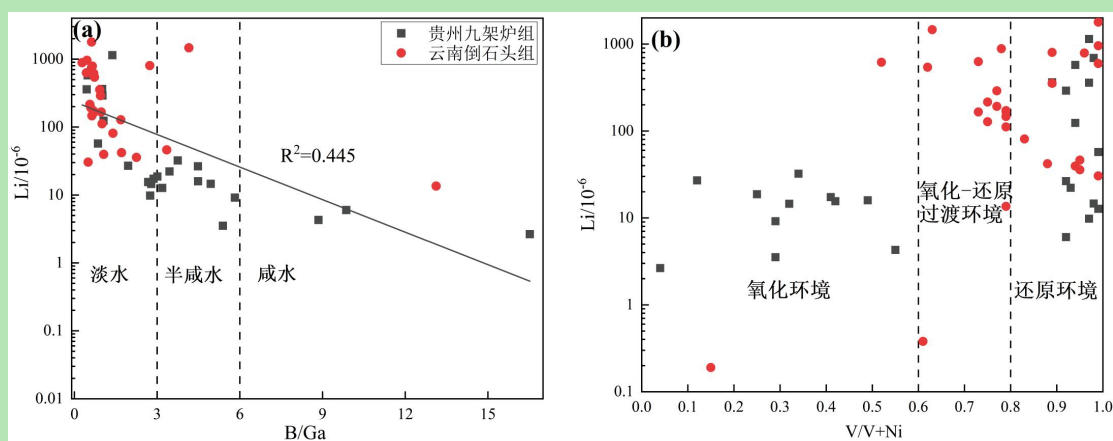 (a)
贵州九架炉组
云南倒石头组
1000
100
10
1
0.1
0.01
Li/10⁻⁶
R²=0.445
淡水
半咸水
咸水
0
3
6
9
12
15
B/Ga
(b)
1000
100
10
1
0.1
Li/10⁻⁶
氧化-还原
过渡环境
氧化环境
还原环境
0.0
0.1
0.2
0.3
0.4
0.5
0.6
0.7
0.8
0.9
1.0
V/V+Ni